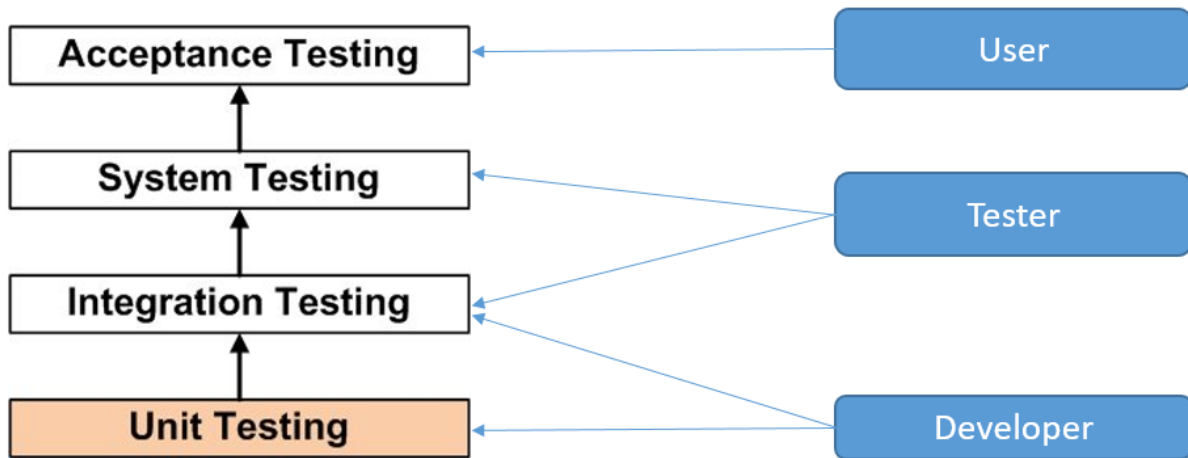 Acceptance Testing
User
System Testing
Tester
Integration Testing
Unit Testing
Developer